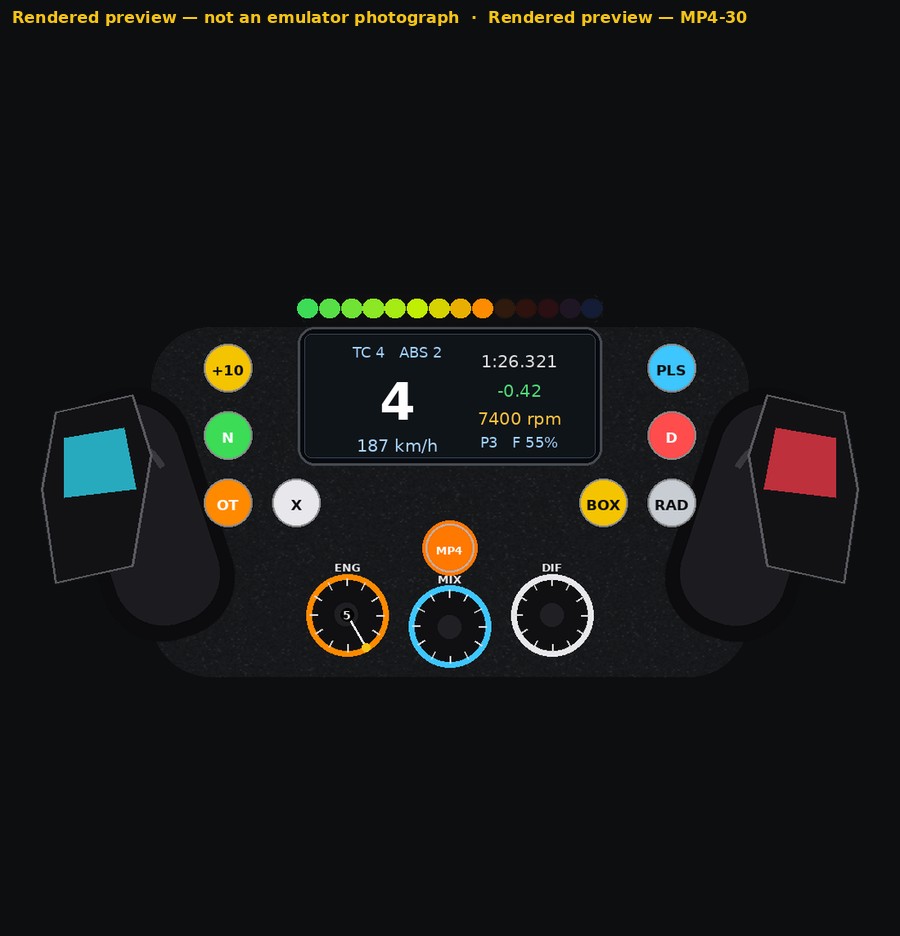 Rendered preview — not an emulator photograph · Rendered preview — MP4-30
TC 4 ABS 2
1:26.321
-0.42
4
7400 rpm
187 km/h
P3 F 55%
+10
PLS
N
D
OT
X
BOX
RAD
MP4
ENG
MIX
DIF
5